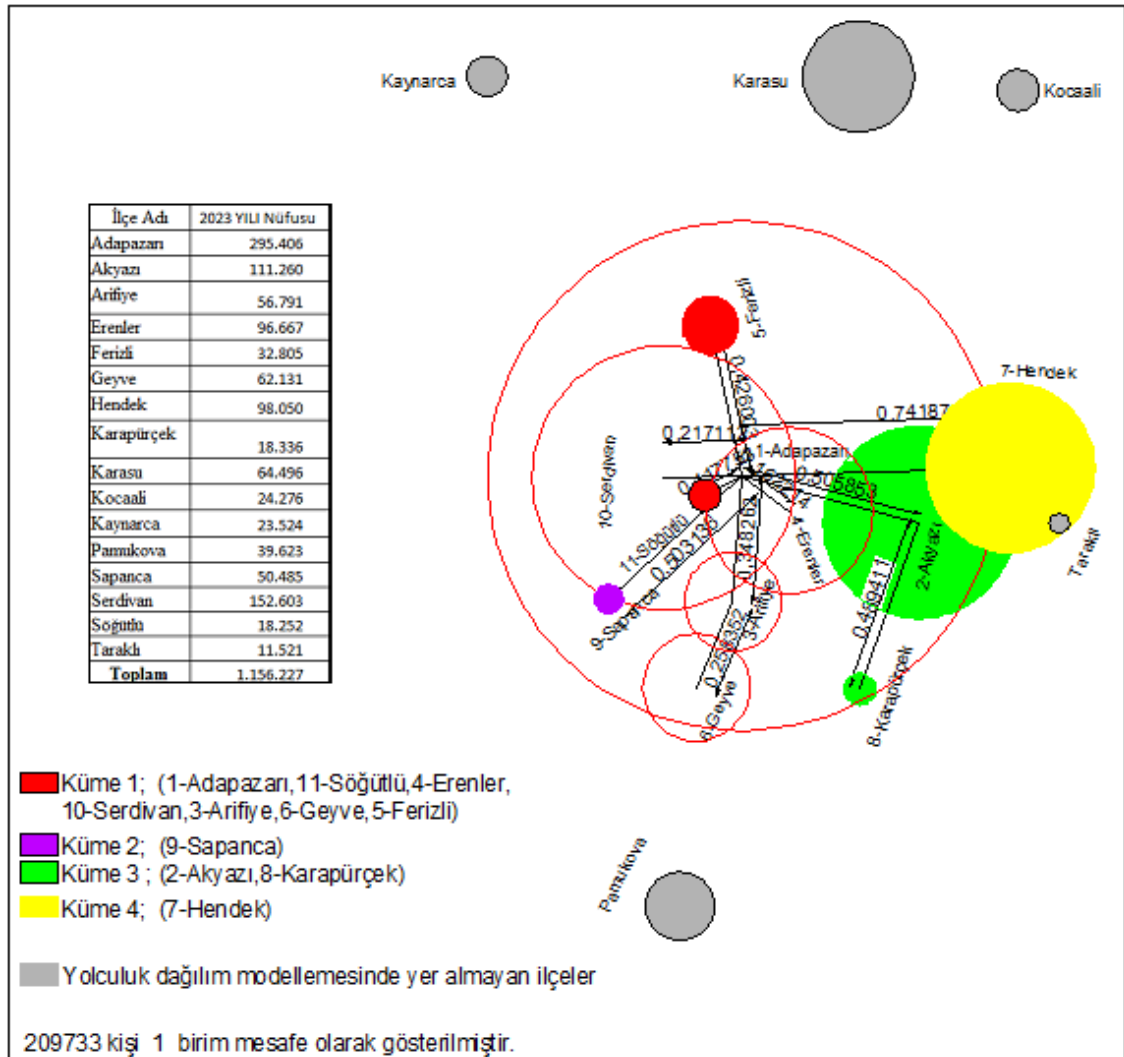 Kaynarca
Karasu
Kocaali
İlçe Adı 2023 YILI Nüfusu
Adapazarı 295.406
Akyazı 111.260
Arifiye 56.791
Erenler 96.667
Ferizli 32.805
Geyve 62.131
Hendek 98.050
Karapürçek 18.336
Karasu 64.496
Kocaali 24.276
Kaynarca 23.524
Pamukova 39.623
Sapanca 50.485
Serdivan 152.603
Soğutlu 18.252
Taraklı 11.521
Toplam 1.156.227
5-Ferizli
7-Hendek
0.74187
1-Adapazarı
10-Serdivan
0.505853
11-Söğütlü
0.503136
0.348262
4-Erenler
2-Akyazı
Taraklı
9-Sapanca
3-Arifiye
0.258352
0.489411
6-Geyve
8-Karapürçek
Küme 1; (1-Adapazarı,11-Söğütlü,4-Erenler,
10-Serdivan,3-Arifiye,6-Geyve,5-Ferizli)
Küme 2; (9-Sapanca)
Küme 3 ; (2-Akyazı,8-Karapürçek)
Küme 4; (7-Hendek)
Pamukova
Yolculuk dağılım modellemesinde yer almayan ilçeler
209733 kişi 1 birim mesafe olarak gösterilmiştir.